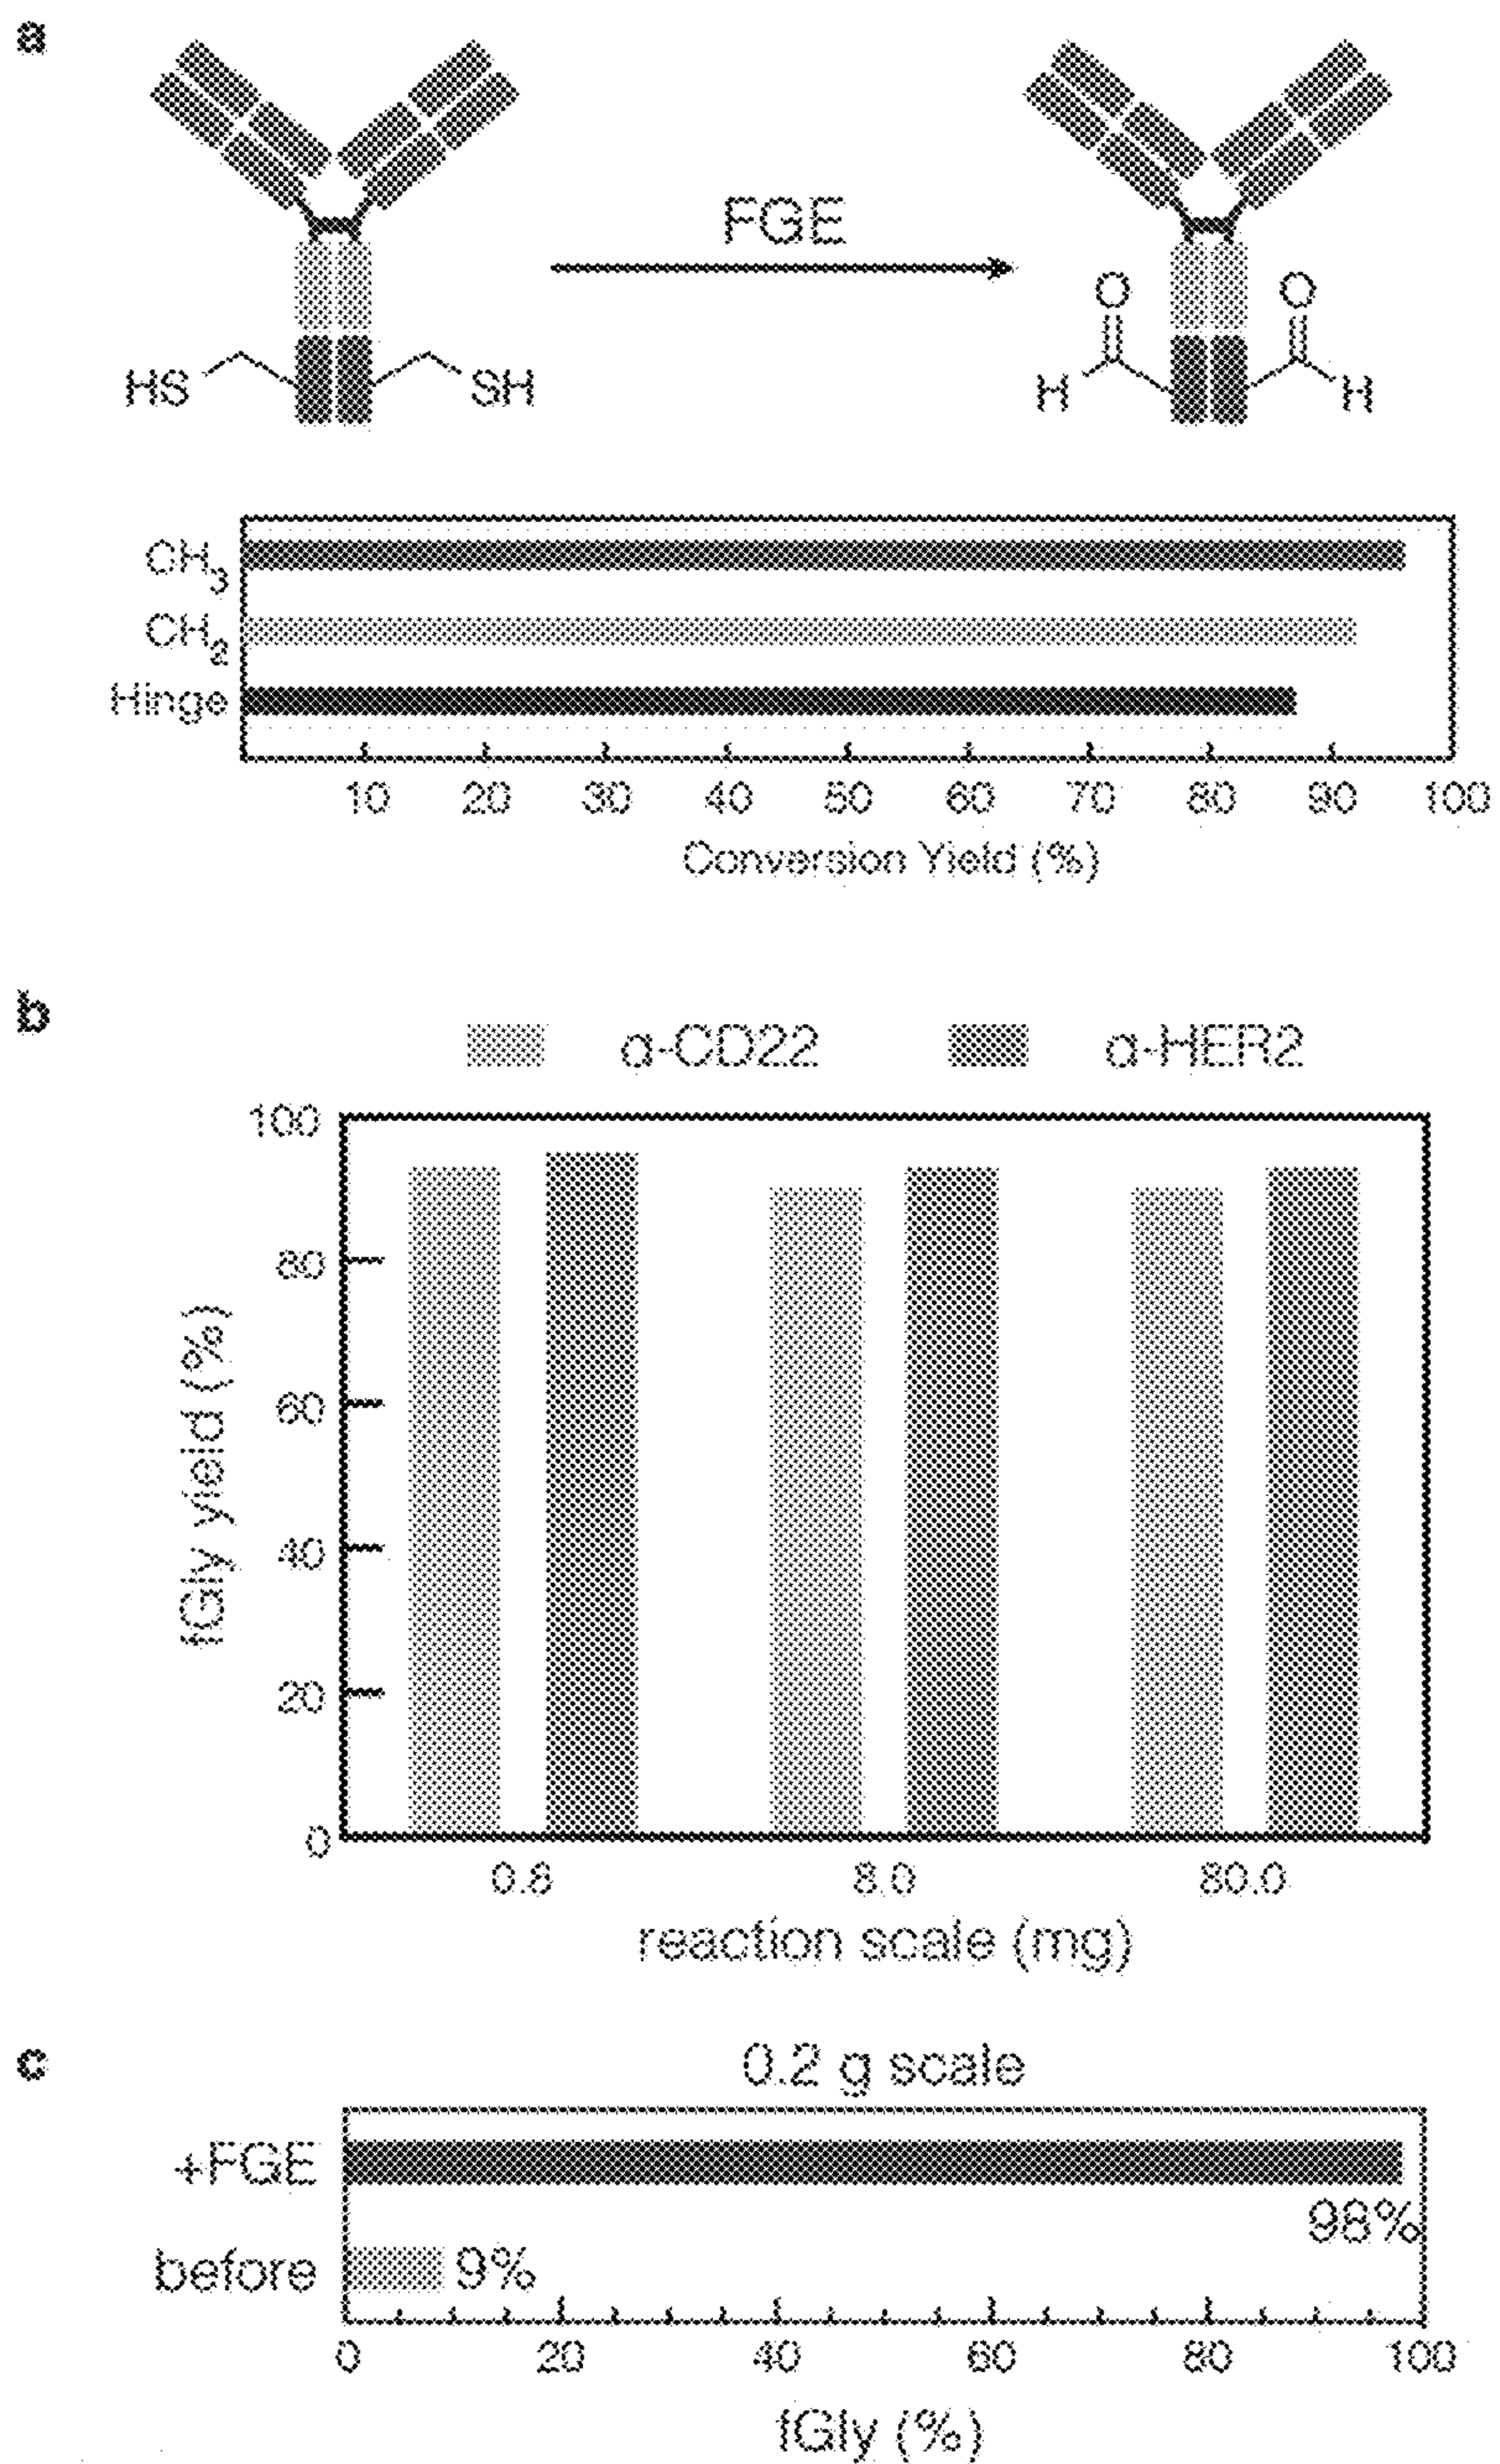 a
FGE
O O
HS SH H H
CH3
CH2
Hinge
10 20 30 40 50 60 70 80 90 100
Conversion Yield (%)
b
α-CD22 α-HER2
100
80
60
40
20
0
fGly yield (%)
0.8 8.0 80.0
reaction scale (mg)
c
0.2 g scale
+FGE
98%
before 9%
0 20 40 60 80 100
fGly (%)